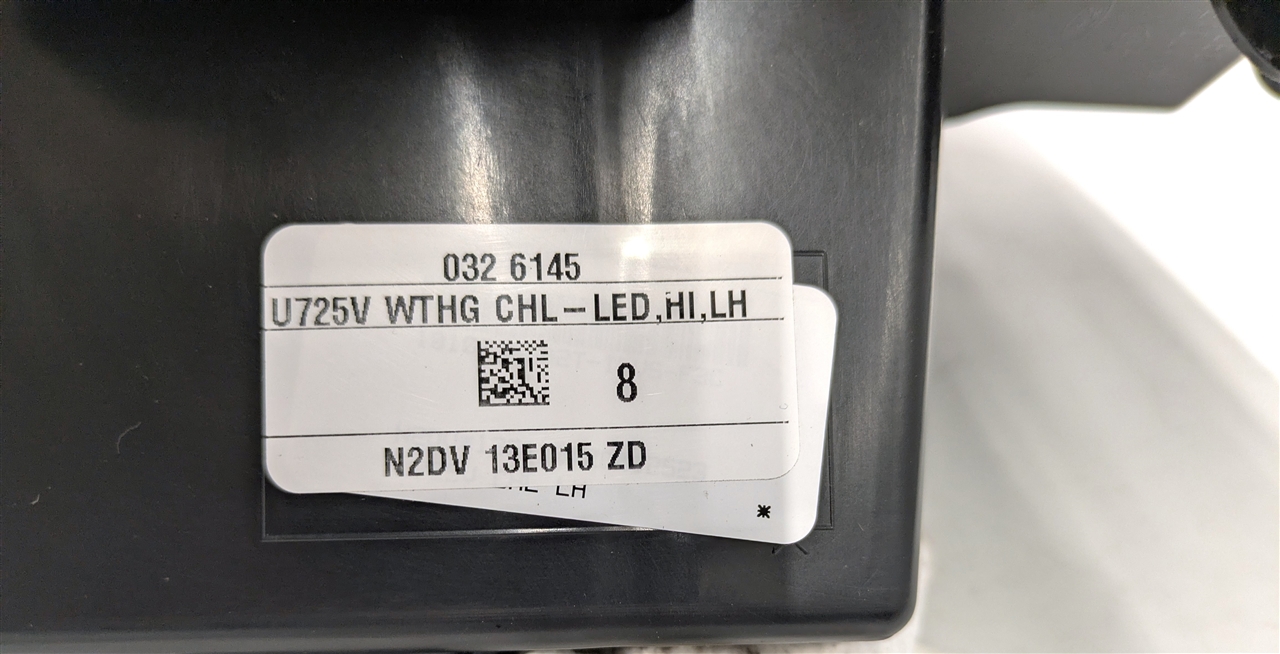 032 6145
U725V WTHG CHL-LED,HI,LH
8
N2DV 13E015 ZD
LH
*